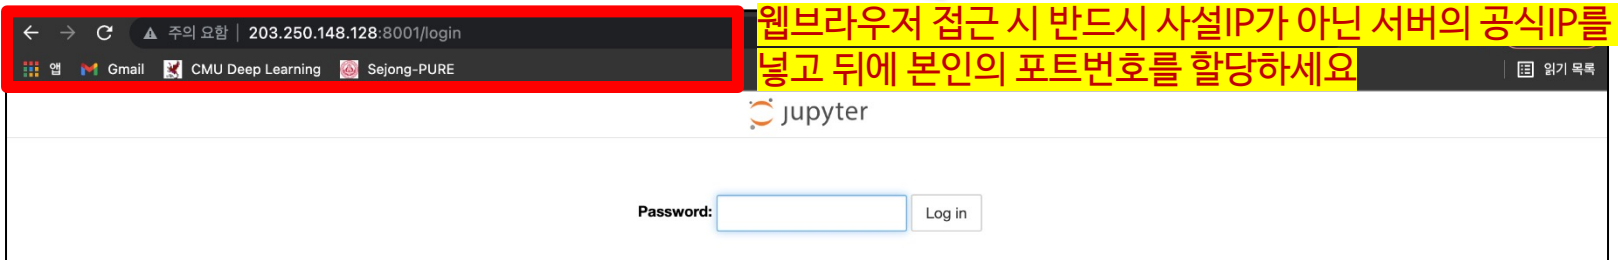 주의 요함 | 203.250.148.128:8001/login
웹브라우저 접근 시 반드시 사설IP가 아닌 서버의 공식IP를
넣고 뒤에 본인의 포트번호를 할당하세요
앱 Gmail CMU Deep Learning Sejong-PURE
읽기 목록
jupyter
Password:
Log in